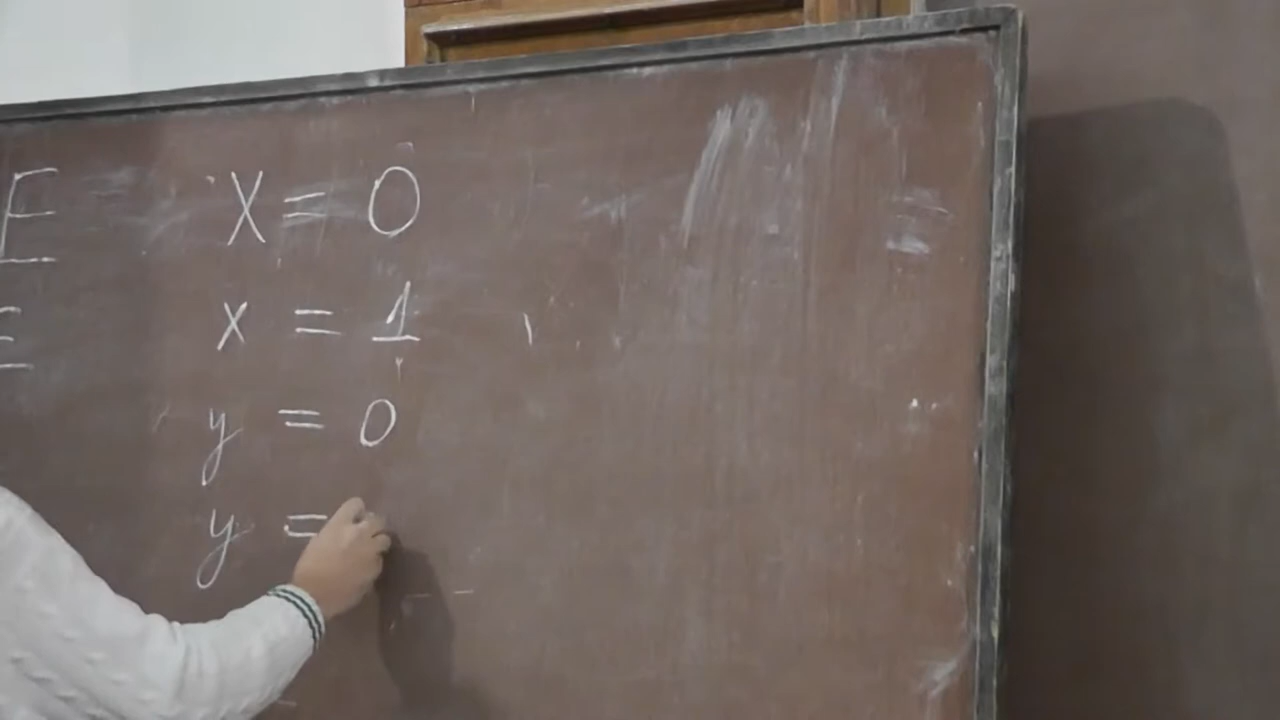 E x = 0
E x = 1
y = 0
y =